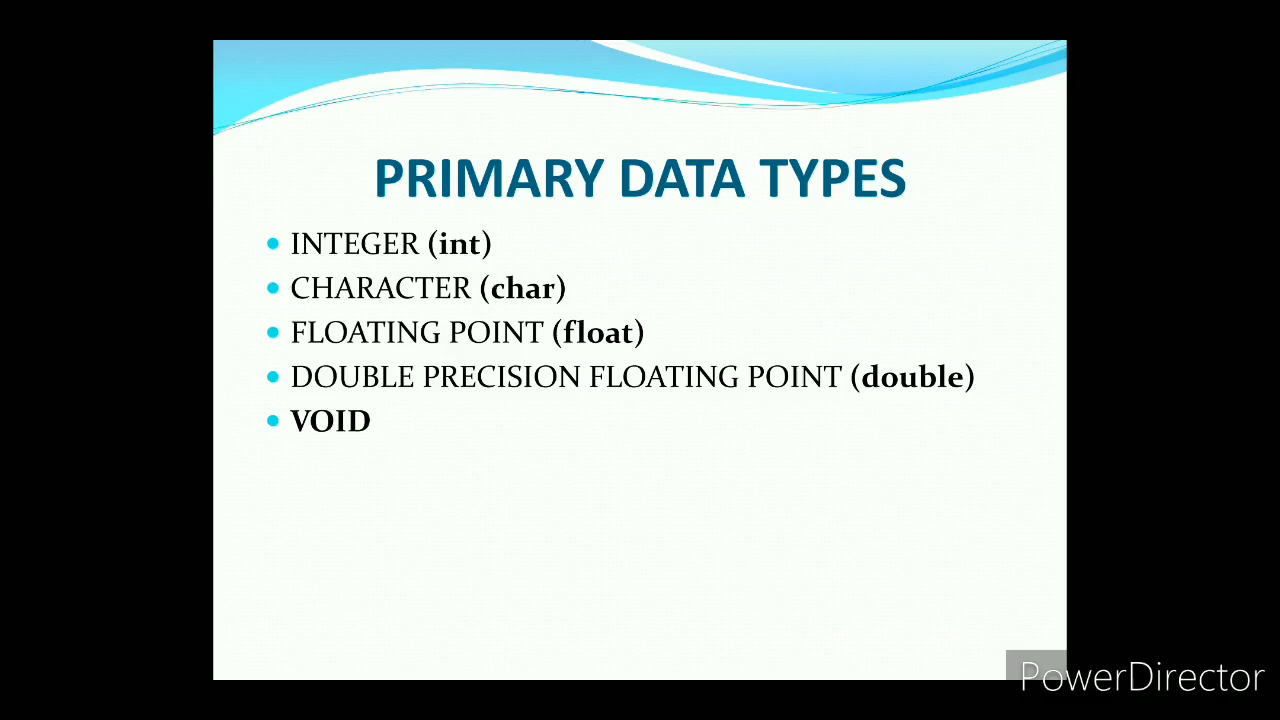 PRIMARY DATA TYPES
INTEGER (int)
CHARACTER (char)
FLOATING POINT (float)
DOUBLE PRECISION FLOATING POINT (double)
VOID
PowerDirector